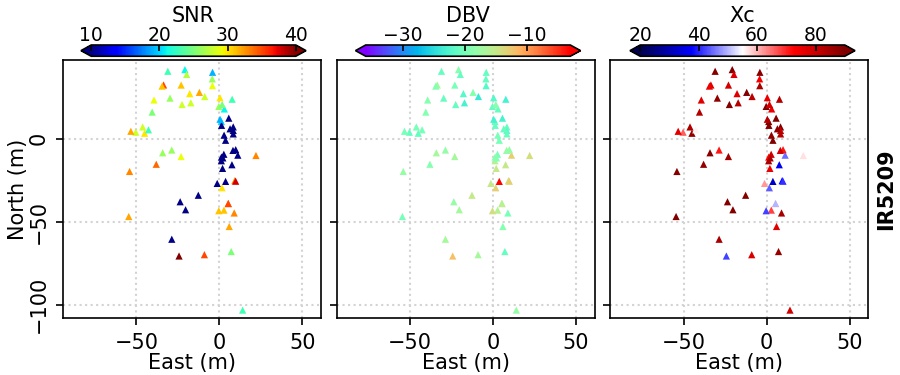 SNR DBV Xc
10 20 30 40 −30 −20 −10 20 40 60 80
North (m)
0
−50
−100
IR5209
−50 0 50 −50 0 50 −50 0 50
East (m) East (m) East (m)